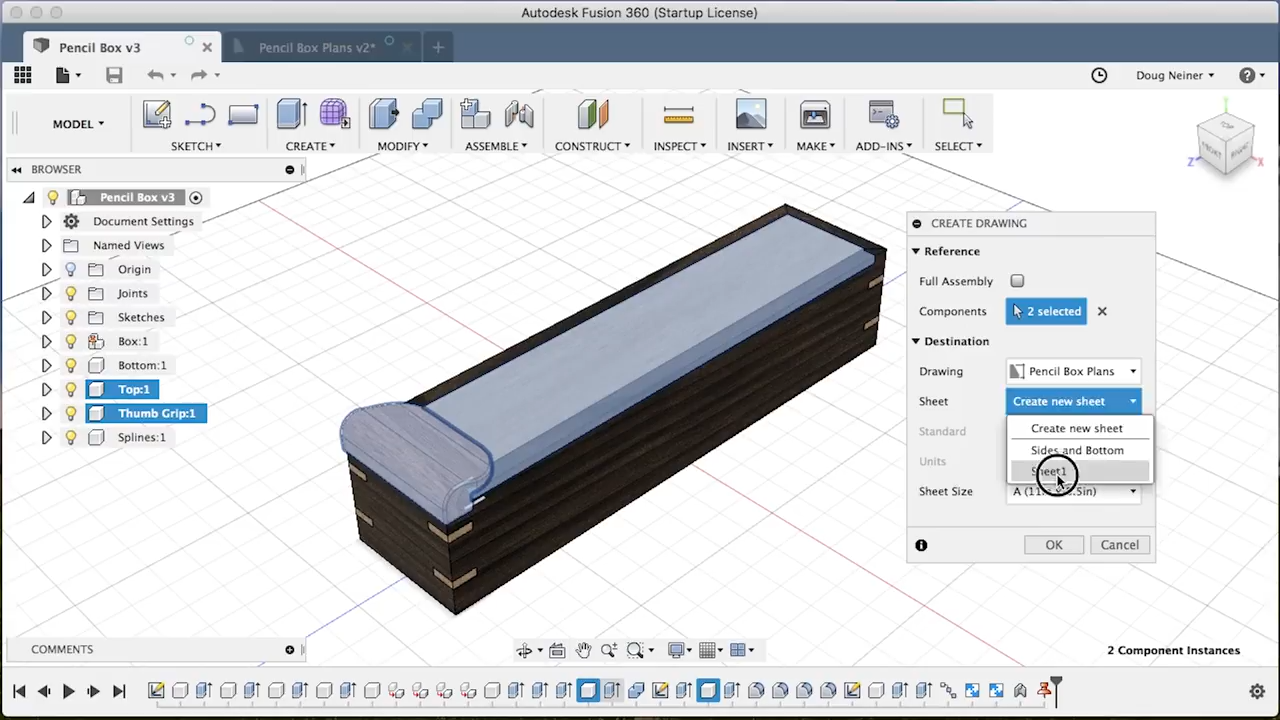 Autodesk Fusion 360 (Startup License)
Pencil Box v3
Pencil Box Plans v2*
Doug Neiner
MODEL
SKETCH
CREATE
MODIFY
ASSEMBLE
CONSTRUCT
INSPECT
INSERT
MAKE
ADD-INS
SELECT
BROWSER
Pencil Box v3
Document Settings
Named Views
Origin
Joints
Sketches
Box:1
Bottom:1
Top:1
Thumb Grip:1
Splines:1
TOP
FRONT
RIGHT
Z
X
CREATE DRAWING
Reference
Full Assembly
Components 2 selected
Destination
Drawing Pencil Box Plans
Sheet Create new sheet
Create new sheet
Standard
Sides and Bottom
Units
Sheet1
Sheet Size
OK Cancel
COMMENTS
2 Component Instances